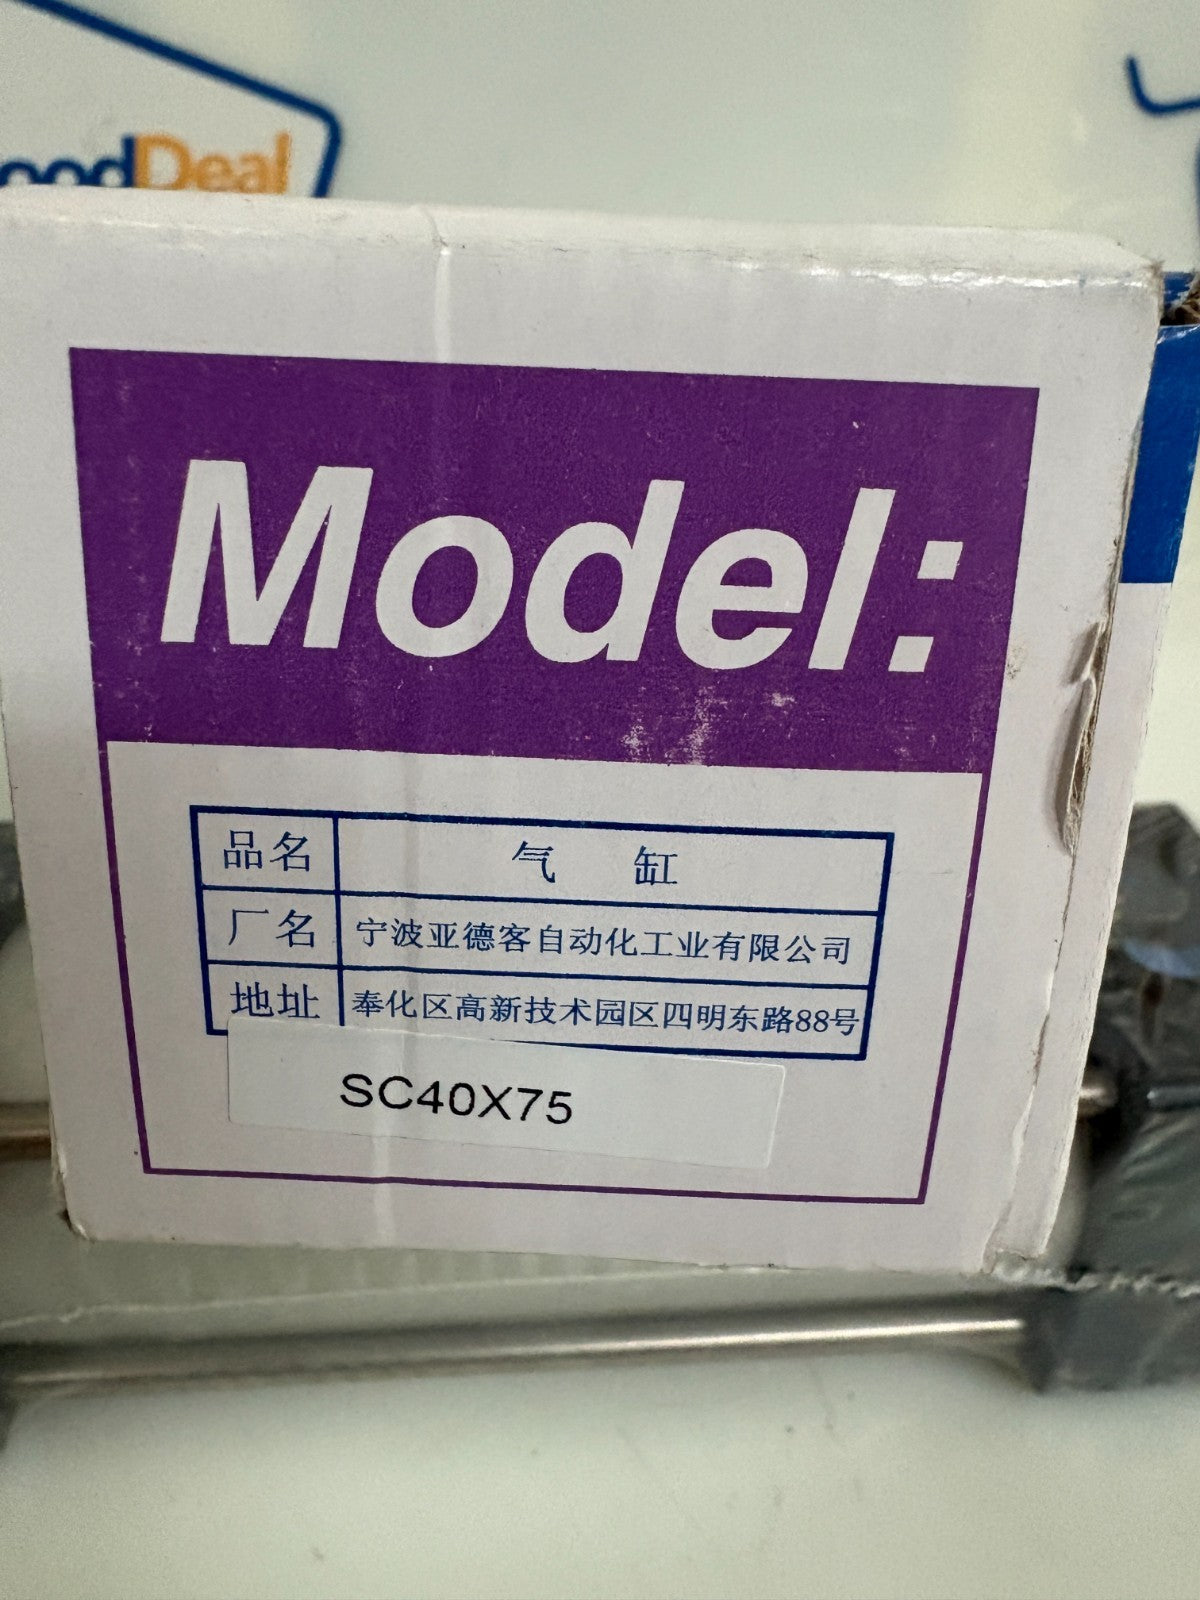 oodDeal
Model:
品名 气 缸
厂名 宁波亚德客自动化工业有限公司
地址 奉化区高新技术园区四明东路88号
SC40X75